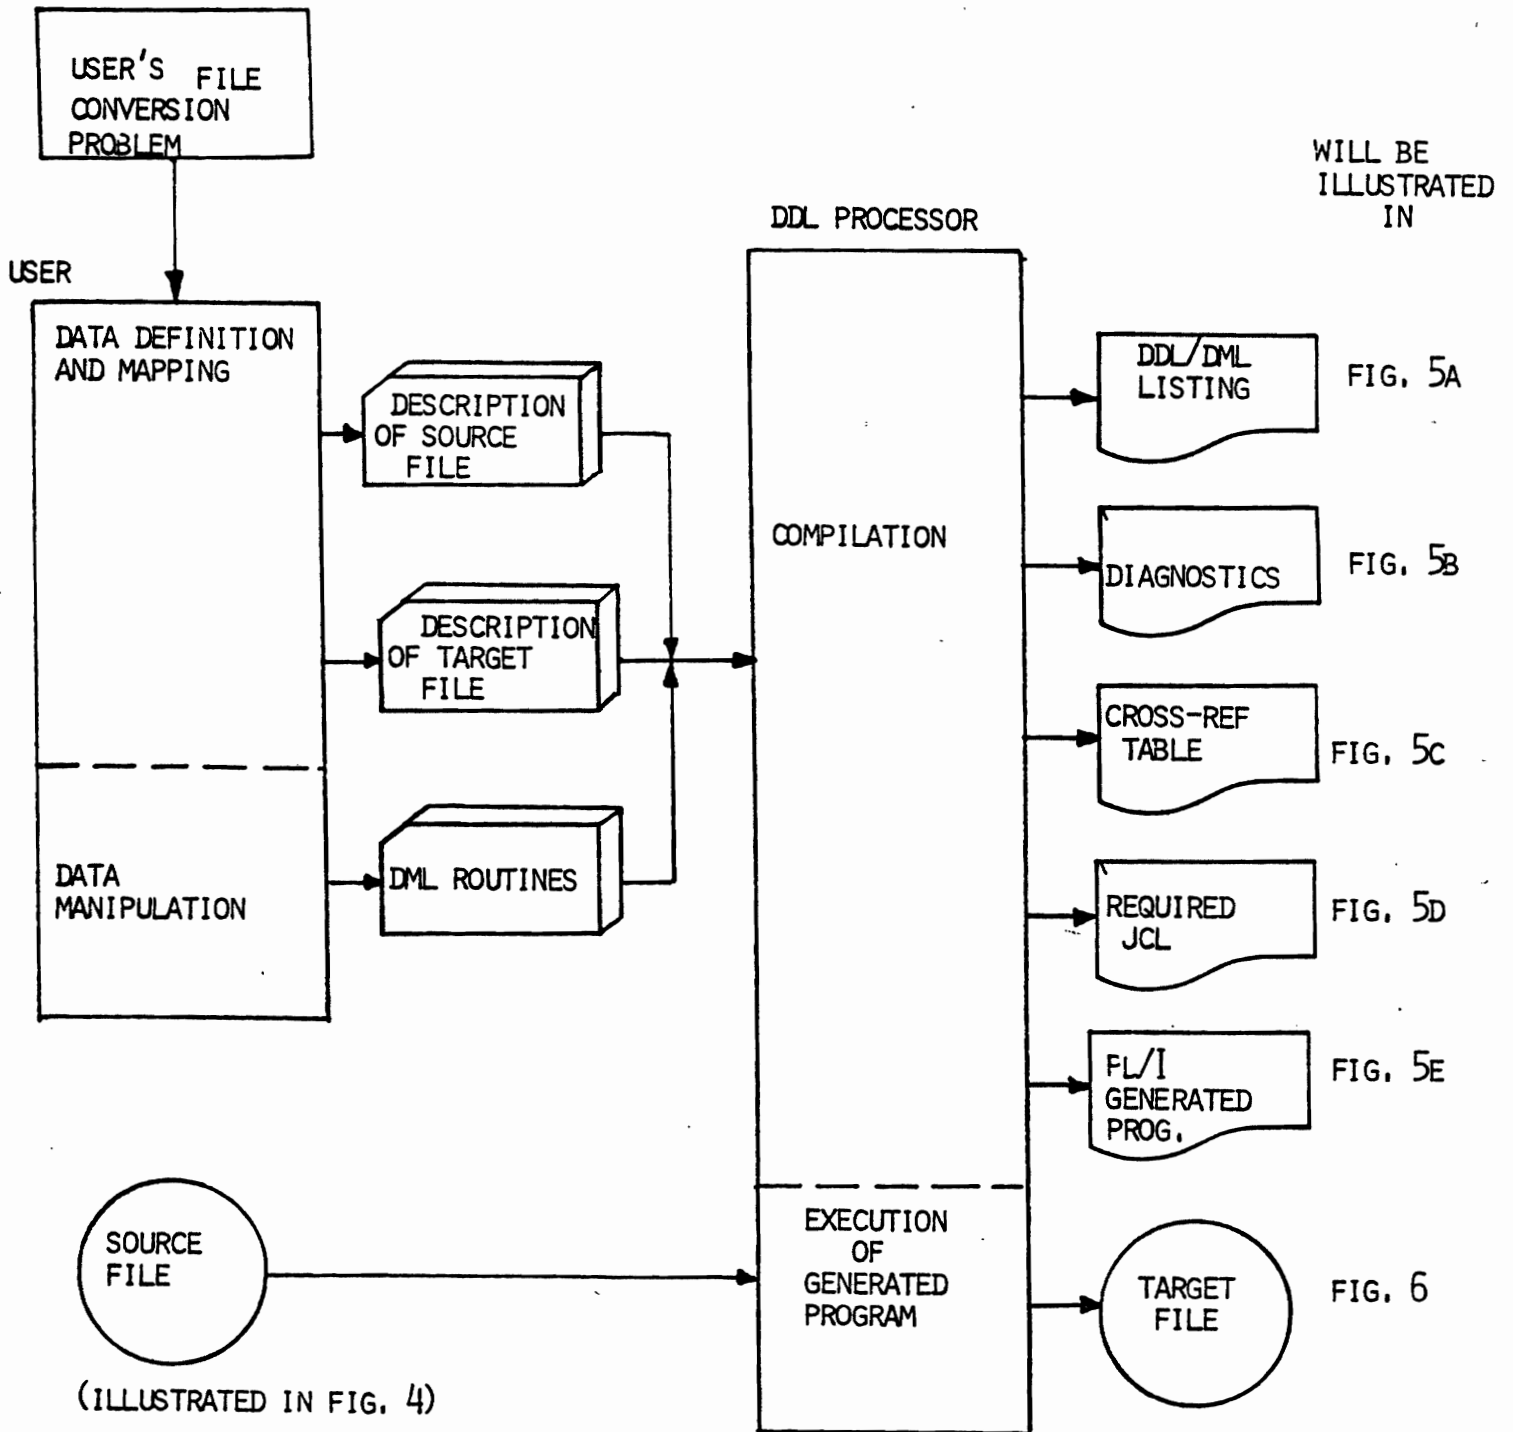 USER'S FILE
CONVERSION
PROBLEM
WILL BE
ILLUSTRATED
IN
DDL PROCESSOR
USER
DATA DEFINITION
AND MAPPING
DESCRIPTION
OF SOURCE
FILE
DESCRIPTION
OF TARGET
FILE
DATA
MANIPULATION
DML ROUTINES
COMPILATION
DDL/DML
LISTING
FIG. 5A
DIAGNOSTICS
FIG. 5B
CROSS-REF
TABLE
FIG. 5C
REQUIRED
JCL
FIG. 5D
PL/I
GENERATED
PROG.
FIG. 5E
SOURCE
FILE
(ILLUSTRATED IN FIG. 4)
EXECUTION
OF
GENERATED
PROGRAM
TARGET
FILE
FIG. 6